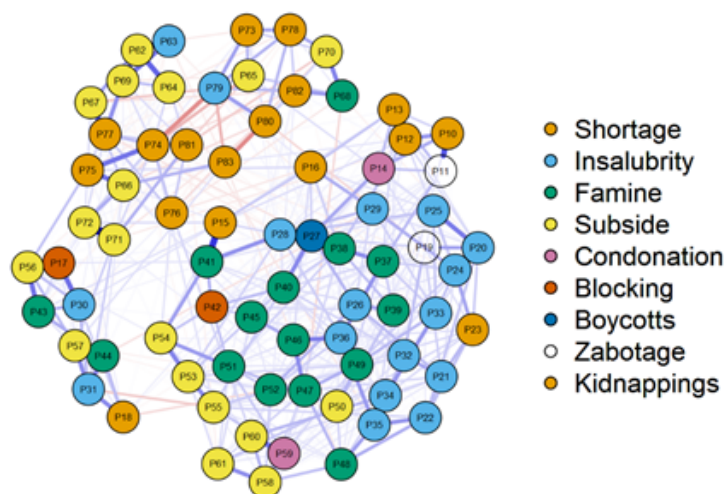 P73
P78
P63
P62
P70
P65
P69
P79
P64
P82
P68
P67
P13
P80
P77
P12
P10
P74
P81
P83
P16
P14
P11
P75
P66
P76
P15
P29
P25
P72
P28
P27
P71
P38
P19
P20
P56
P17
P41
P37
P24
P40
P43
P30
P42
P26
P39
P45
P33
P23
P54
P46
P36
P57
P44
P32
P51
P49
P53
P21
P31
P52
P47
P34
P18
P55
P50
P22
P35
P60
P59
P61
P48
P58
Shortage
Insalubrity
Famine
Subside
Condonation
Blocking
Boycotts
Zabotage
Kidnappings